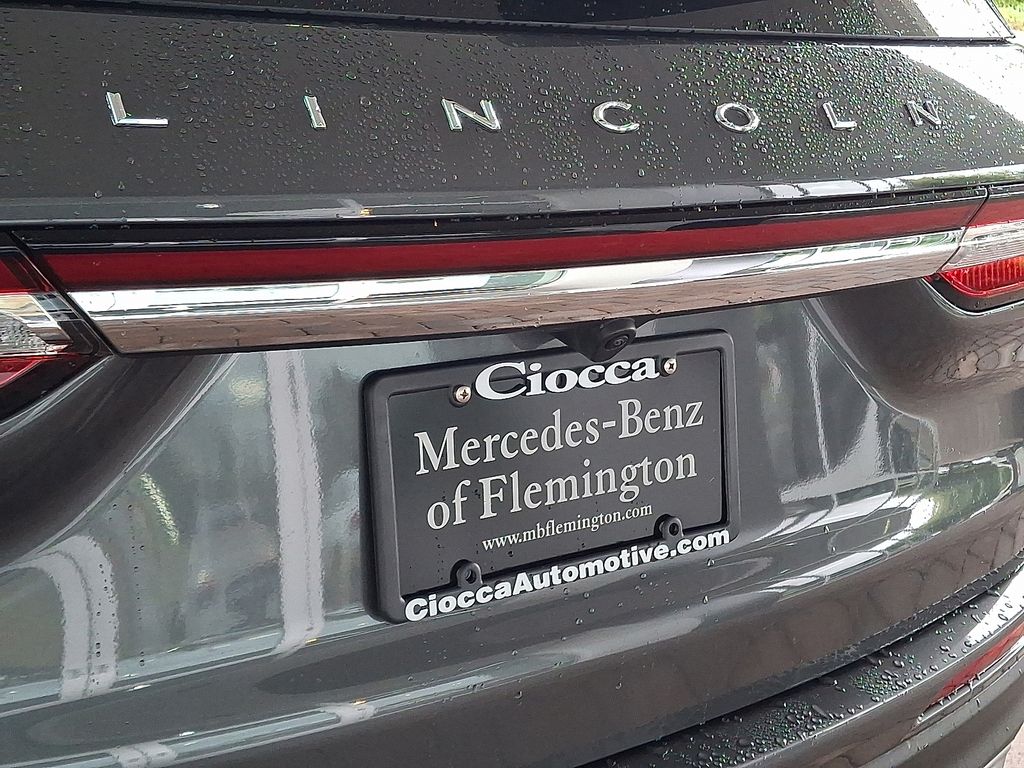 LINCOLN
Ciocca
Mercedes-Benz
of Flemington
www.mbflemington.com
CioccaAutomotive.com